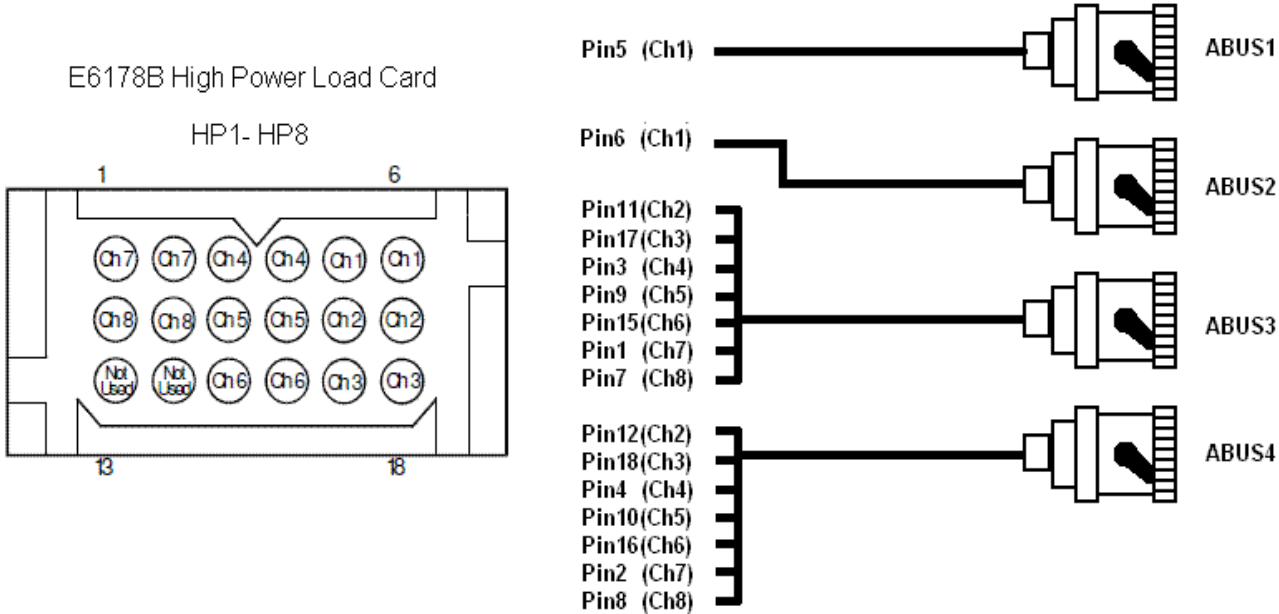 E6178B High Power Load Card
HP1- HP8
1 6
Ch7 Ch7 Ch4 Ch4 Ch1 Ch1
Ch8 Ch8 Ch5 Ch5 Ch2 Ch2
Not Used Not Used Ch6 Ch6 Ch3 Ch3
13 18
Pin5 (Ch1)
ABUS1
Pin6 (Ch1)
ABUS2
Pin11(Ch2)
Pin17(Ch3)
Pin3 (Ch4)
Pin9 (Ch5)
Pin15(Ch6)
Pin1 (Ch7)
Pin7 (Ch8)
ABUS3
Pin12(Ch2)
Pin18(Ch3)
Pin4 (Ch4)
Pin10(Ch5)
Pin16(Ch6)
Pin2 (Ch7)
Pin8 (Ch8)
ABUS4